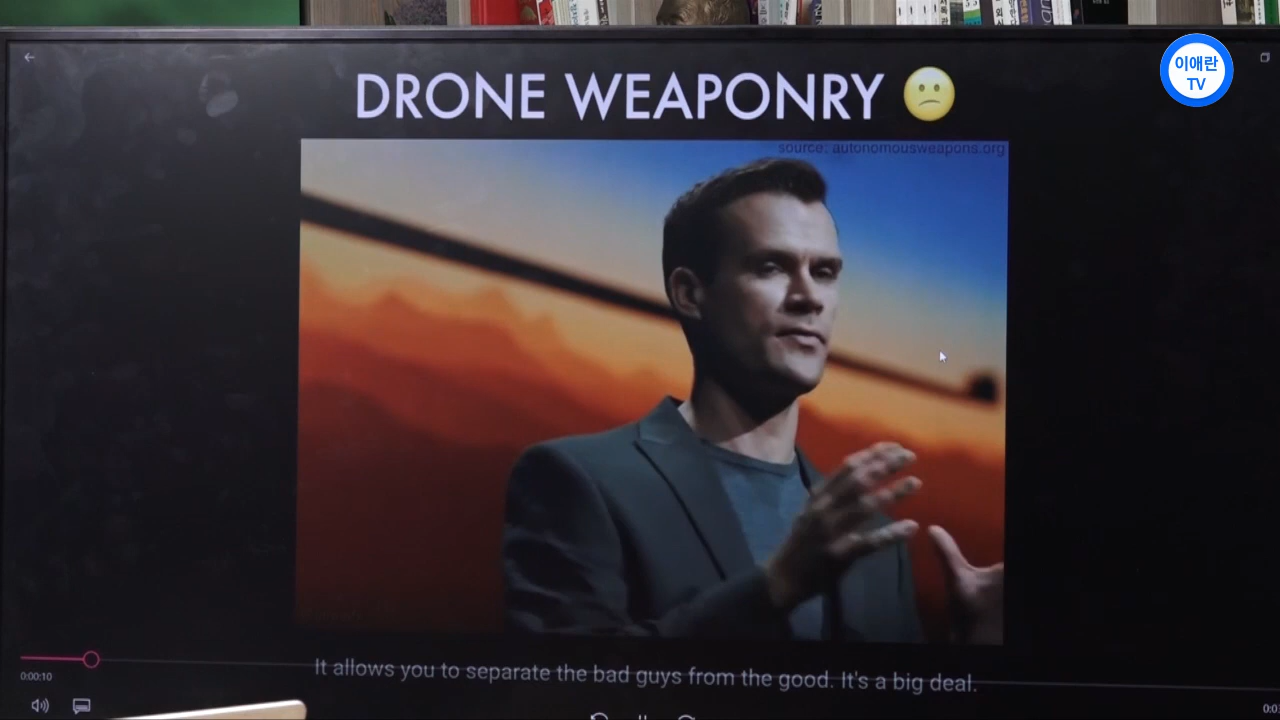 이애란
TV
DRONE WEAPONRY
source: autonomousweapons.org
It allows you to separate the bad guys from the good. It's a big deal.
0:00:10